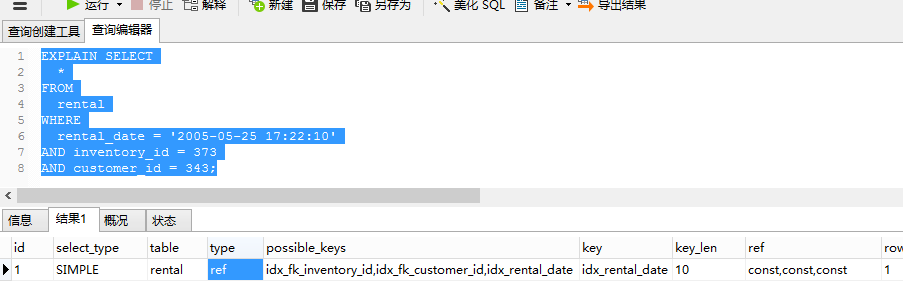 运行 停止 解释 新建 保存 另存为 美化 SQL 备注 导出结果
查询创建工具 查询编辑器
1 EXPLAIN SELECT
2 *
3 FROM
4 rental
5 WHERE
6 rental_date = '2005-05-25 17:22:10'
7 AND inventory_id = 373
8 AND customer_id = 343;
信息 结果1 概况 状态
id select_type table type possible_keys key key_len ref row
1 SIMPLE rental ref idx_fk_inventory_id,idx_fk_customer_id,idx_rental_date idx_rental_date 10 const,const,const 1